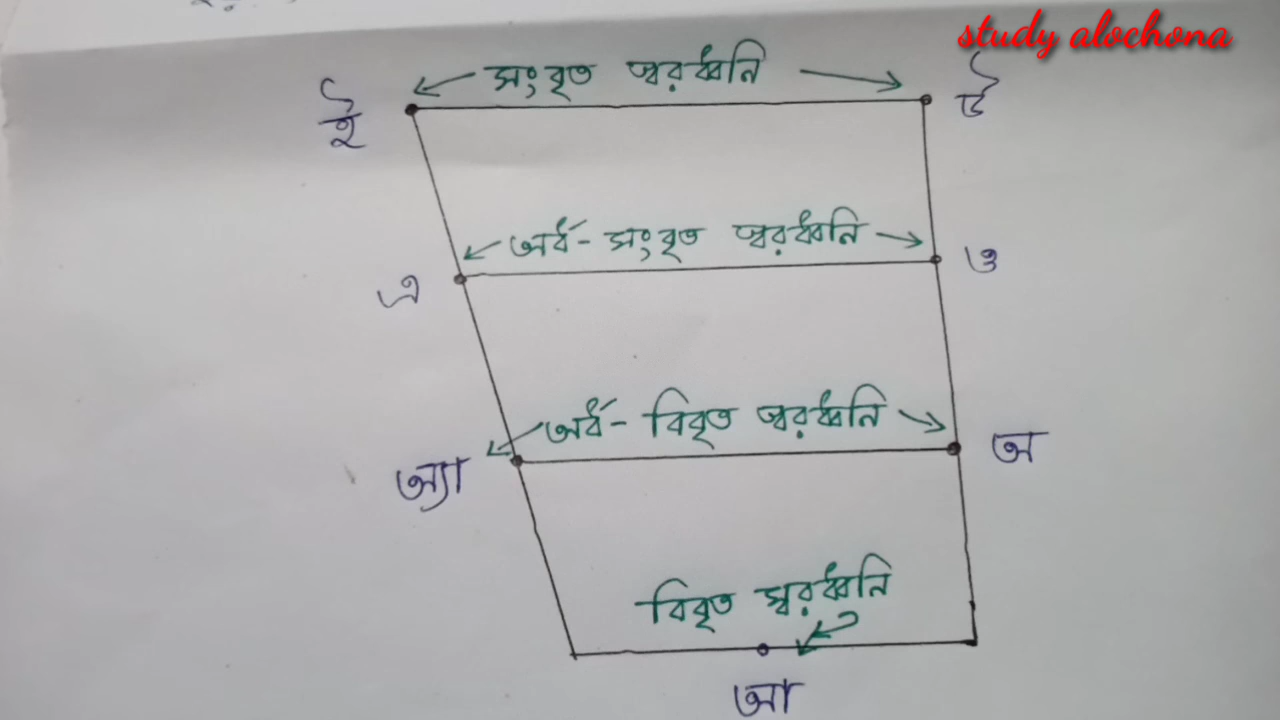 study alochona
সংবৃত স্বরধ্বনি
ই
উ
অর্ধ-সংবৃত স্বরধ্বনি
এ
ও
অর্ধ-বিবৃত স্বরধ্বনি
অ্যা
অ
বিবৃত স্বরধ্বনি
আ